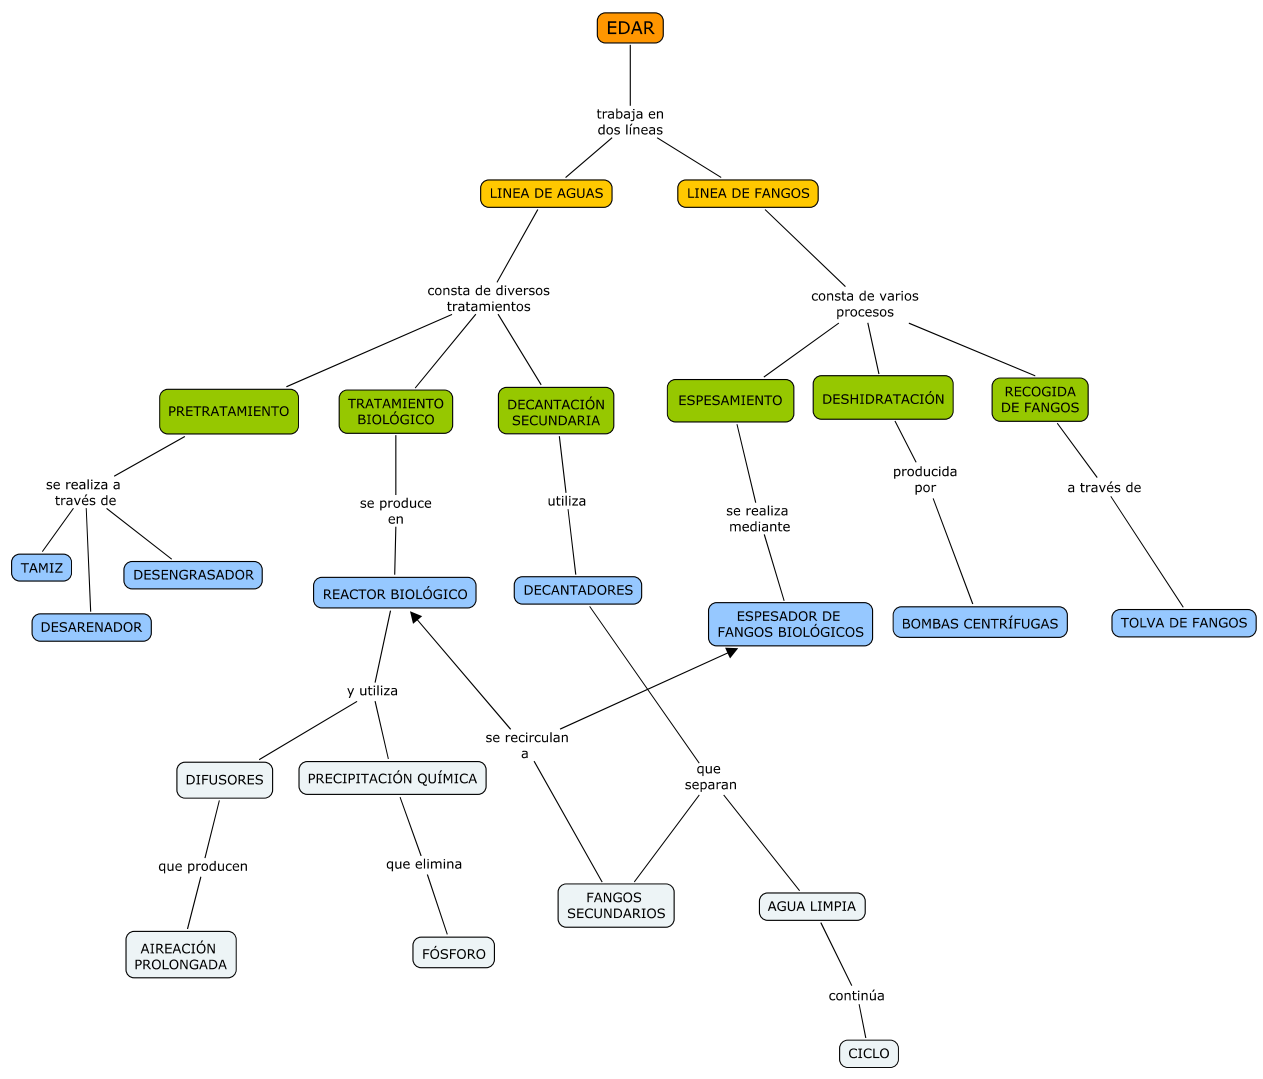 EDAR
trabaja en
dos líneas
LINEA DE AGUAS
LINEA DE FANGOS
consta de diversos
tratamientos
consta de varios
procesos
PRETRATAMIENTO
TRATAMIENTO
BIOLÓGICO
DECANTACIÓN
SECUNDARIA
ESPESAMIENTO
DESHIDRATACIÓN
RECOGIDA
DE FANGOS
se realiza a
través de
se produce
en
utiliza
se realiza
mediante
producida
por
a través de
TAMIZ
DESENGRASADOR
DESARENADOR
REACTOR BIOLÓGICO
DECANTADORES
ESPESADOR DE
FANGOS BIOLÓGICOS
BOMBAS CENTRÍFUGAS
TOLVA DE FANGOS
y utiliza
se recirculan
a
que
separan
DIFUSORES
PRECIPITACIÓN QUÍMICA
que producen
que elimina
FANGOS
SECUNDARIOS
AGUA LIMPIA
AIREACIÓN
PROLONGADA
FÓSFORO
continúa
CICLO